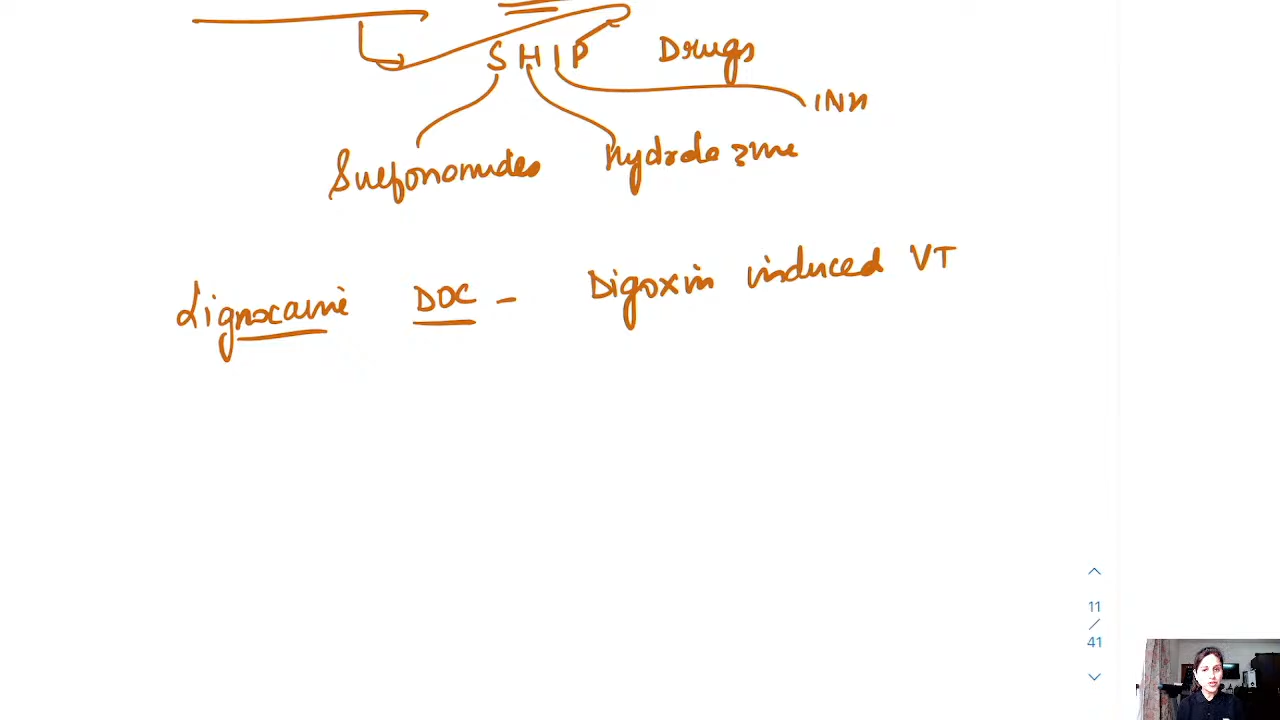 SHIP Drugs
INH
Sulfonamides Hydralazine
Lignocaine DOC - Digoxin induced VT
11
/
41